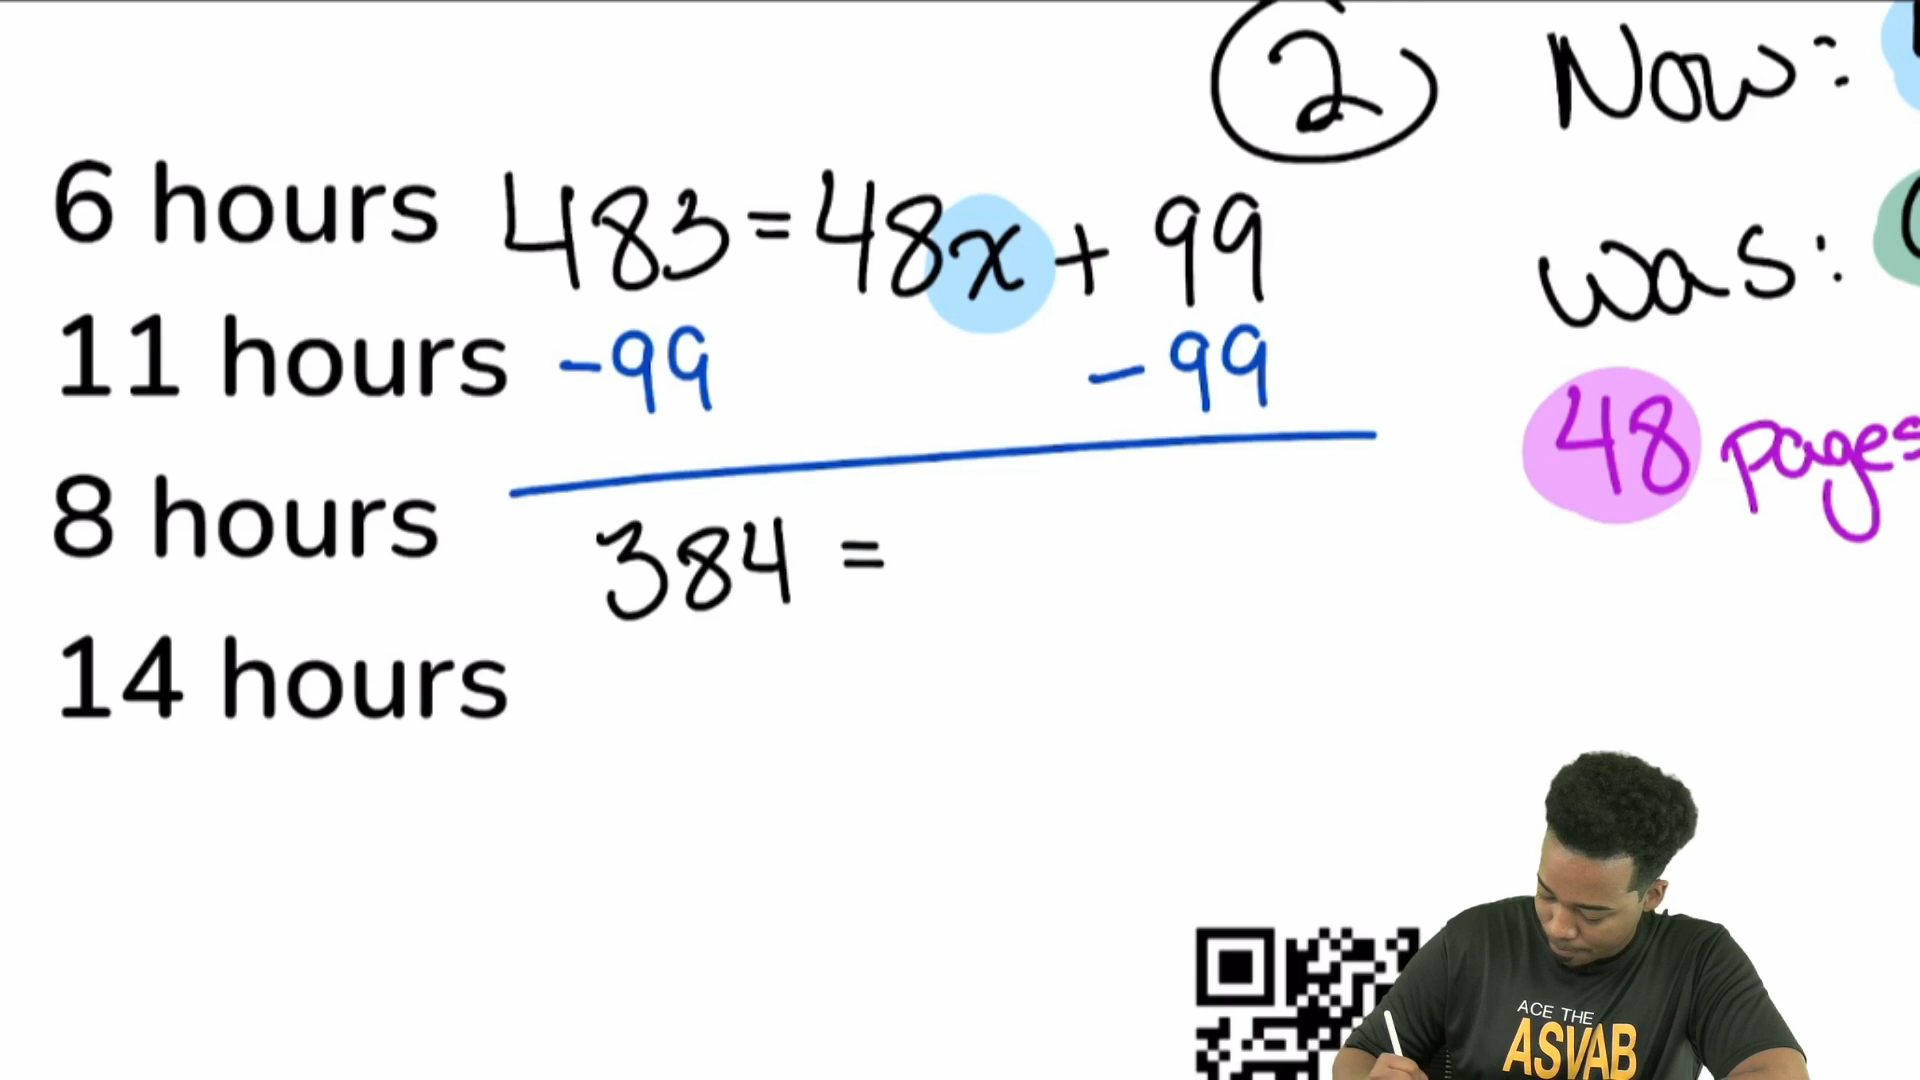 2 Now:
6 hours 483 = 48x + 99
was:
11 hours -99 -99
48 pages
8 hours
384 =
14 hours
ACE THE
ASVAB